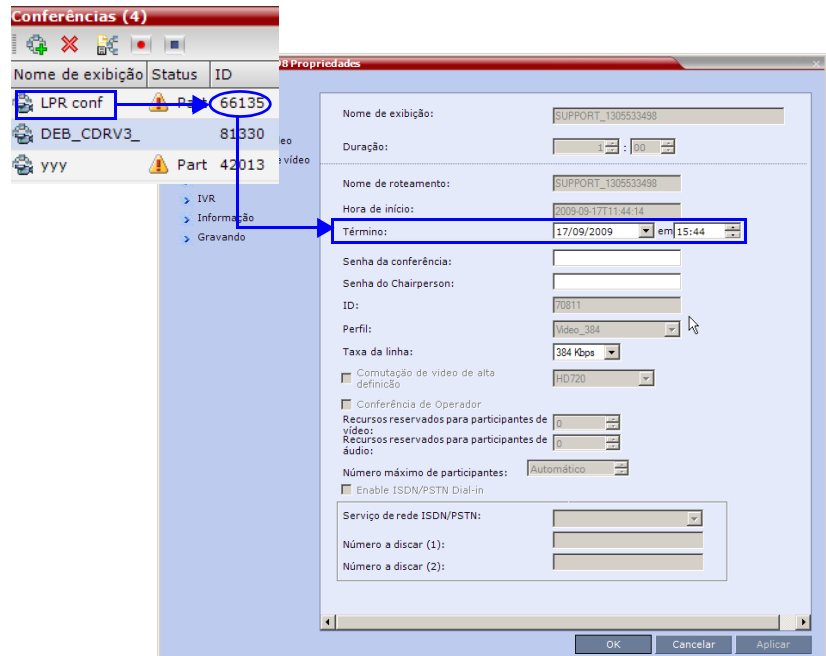 Conferências (4)
Nome de exibição Status ID
LPR conf Part 66135
DEB_CDRV3_ 81330
yyy Part 42013
98 Propriedades
eo
e vídeo
IVR
Informação
Gravando
Nome de exibição: SUPPORT_1305533498
Duração: 1 : 00
Nome de roteamento: SUPPORT_1305533498
Hora de início: 2009-09-17T11:44:14
Término: 17/09/2009 em 15:44
Senha da conferência:
Senha do Chairperson:
ID: 70811
Perfil: Video_384
Taxa da linha: 384 Kbps
Comutação de video de alta
definicão HD720
Conferência de Operador
Recursos reservados para participantes de
vídeo: 0
Recursos reservados para participantes de
áudio: 0
Número máximo de participantes: Automático
Enable ISDN/PSTN Dial-in
Serviço de rede ISDN/PSTN:
Número a discar (1):
Número a discar (2):
OK Cancelar Aplicar